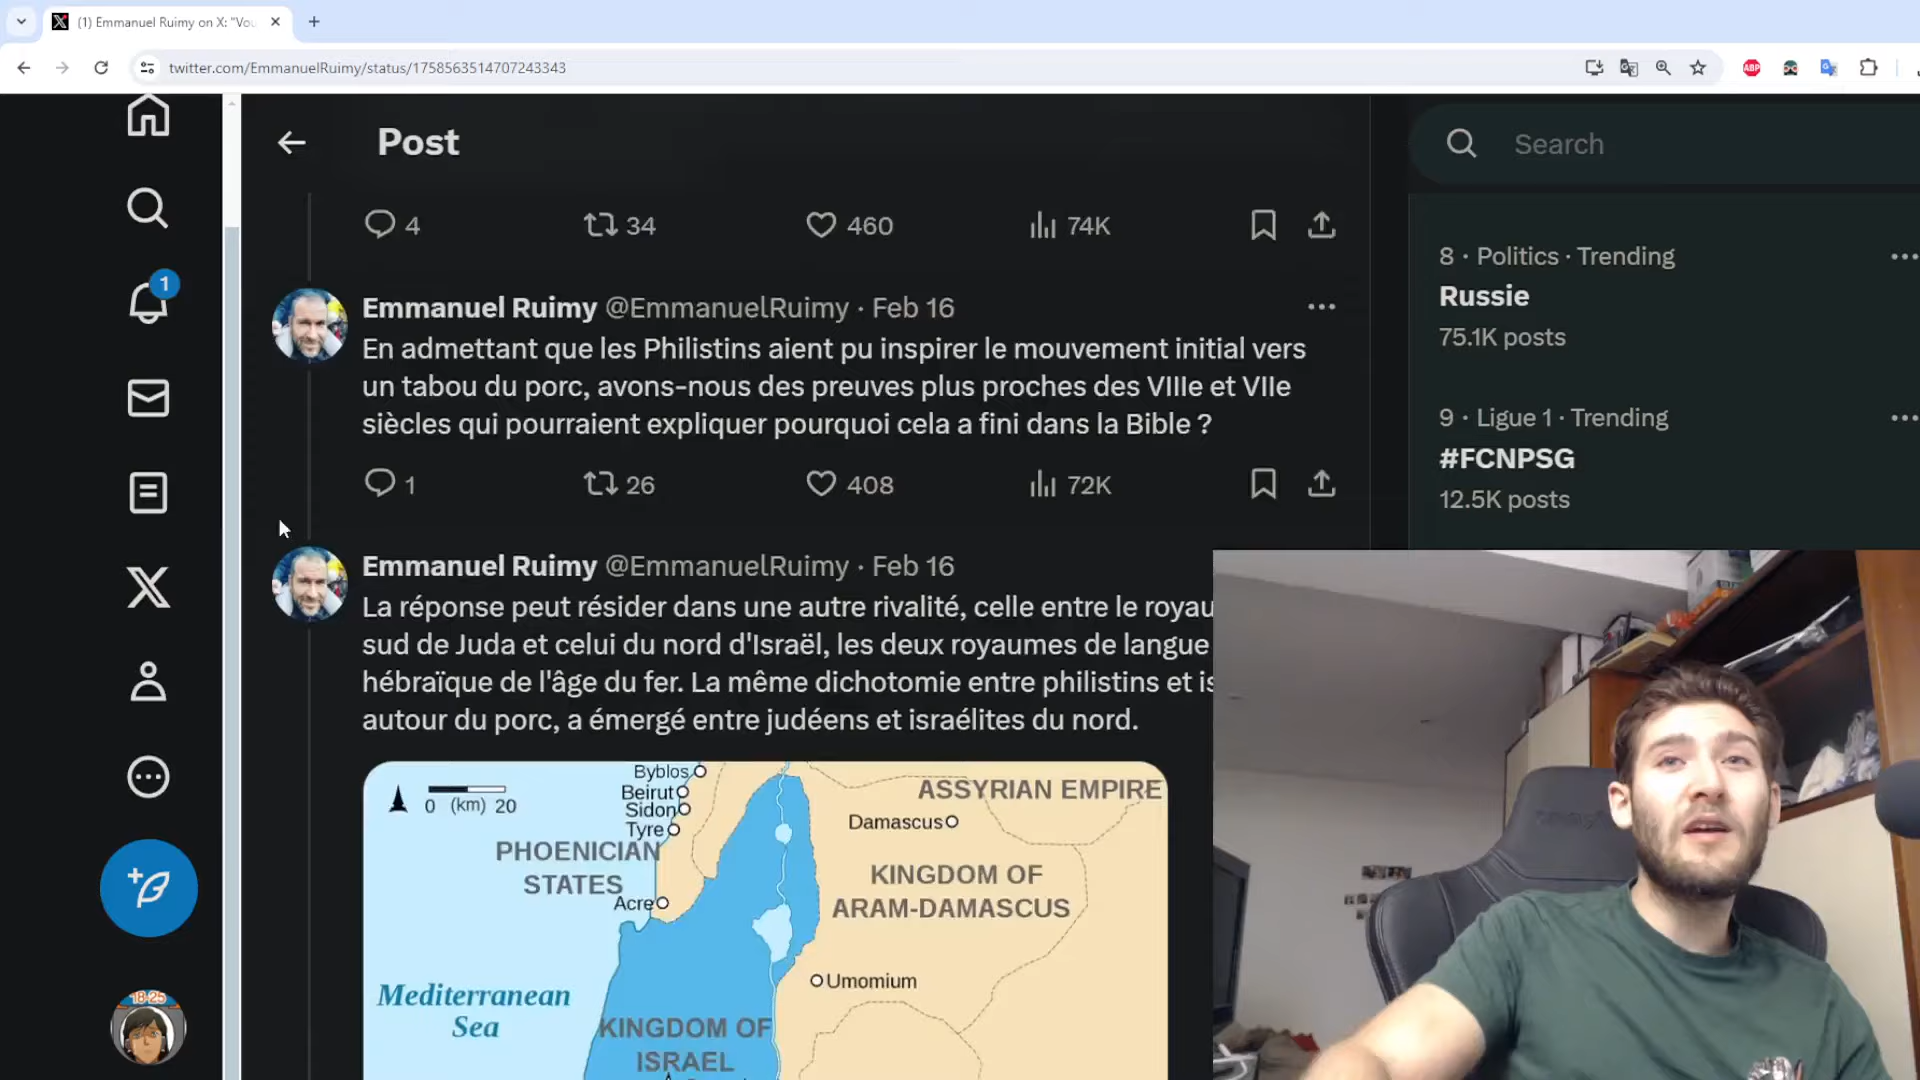 (1) Emmanuel Ruimy on X: "Vou
twitter.com/EmmanuelRuimy/status/1758563514707243343
ABP
Post
Search
4 34 460 74K
8 · Politics · Trending
Russie
75.1K posts
9 · Ligue 1 · Trending
#FCNPSG
12.5K posts
1
Emmanuel Ruimy @EmmanuelRuimy · Feb 16
En admettant que les Philistins aient pu inspirer le mouvement initial vers
un tabou du porc, avons-nous des preuves plus proches des VIIIe et VIIe
siècles qui pourraient expliquer pourquoi cela a fini dans la Bible ?
1 26 408 72K
Emmanuel Ruimy @EmmanuelRuimy · Feb 16
La réponse peut résider dans une autre rivalité, celle entre le royau
sud de Juda et celui du nord d'Israël, les deux royaumes de langue
hébraïque de l'âge du fer. La même dichotomie entre philistins et is
autour du porc, a émergé entre judéens et israélites du nord.
0 (km) 20
Byblos
Beirut
Sidon
Tyre
PHOENICIAN
STATES
Acre
ASSYRIAN EMPIRE
Damascus
KINGDOM OF
ARAM-DAMASCUS
Umomium
Mediterranean
Sea
KINGDOM OF
ISRAEL
18-25